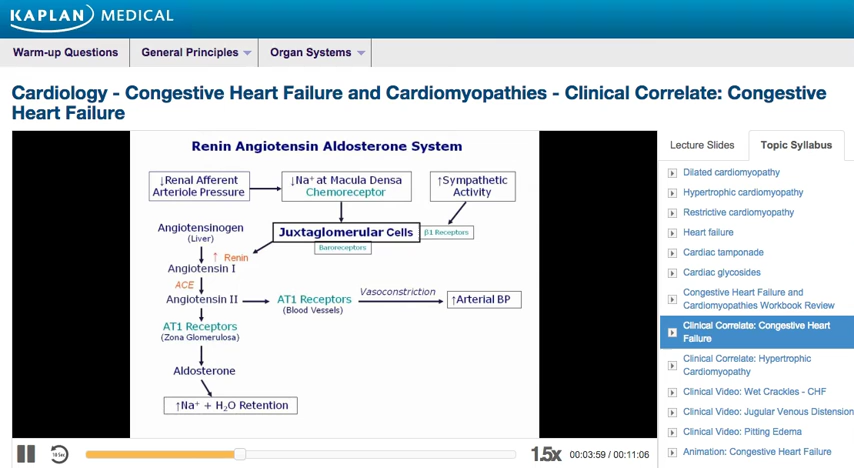 KAPLAN MEDICAL
Warm-up Questions General Principles Organ Systems
Cardiology - Congestive Heart Failure and Cardiomyopathies - Clinical Correlate: Congestive
Heart Failure
Renin Angiotensin Aldosterone System
↓Renal Afferent
Arteriole Pressure
↓Na⁺ at Macula Densa
Chemoreceptor
↑Sympathetic
Activity
Angiotensinogen
(Liver)
Juxtaglomerular Cells
β1 Receptors
Baroreceptors
↑ Renin
Angiotensin I
ACE
Angiotensin II
AT1 Receptors
(Blood Vessels)
Vasoconstriction
↑Arterial BP
AT1 Receptors
(Zona Glomerulosa)
Aldosterone
↑Na⁺ + H₂O Retention
Lecture Slides Topic Syllabus
Dilated cardiomyopathy
Hypertrophic cardiomyopathy
Restrictive cardiomyopathy
Heart failure
Cardiac tamponade
Cardiac glycosides
Congestive Heart Failure and
Cardiomyopathies Workbook Review
Clinical Correlate: Congestive Heart
Failure
Clinical Correlate: Hypertrophic
Cardiomyopathy
Clinical Video: Wet Crackles - CHF
Clinical Video: Jugular Venous Distension
Clinical Video: Pitting Edema
Animation: Congestive Heart Failure
10 Sec
1.5x 00:03:59 / 00:11:06